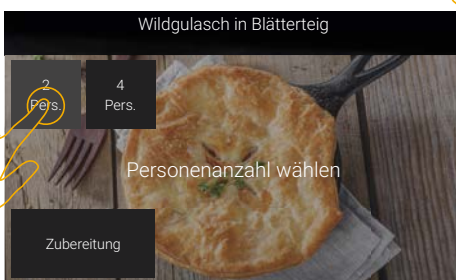 Wildgulasch in Blätterteig
2
Pers.
4
Pers.
Personenanzahl wählen
Zubereitung